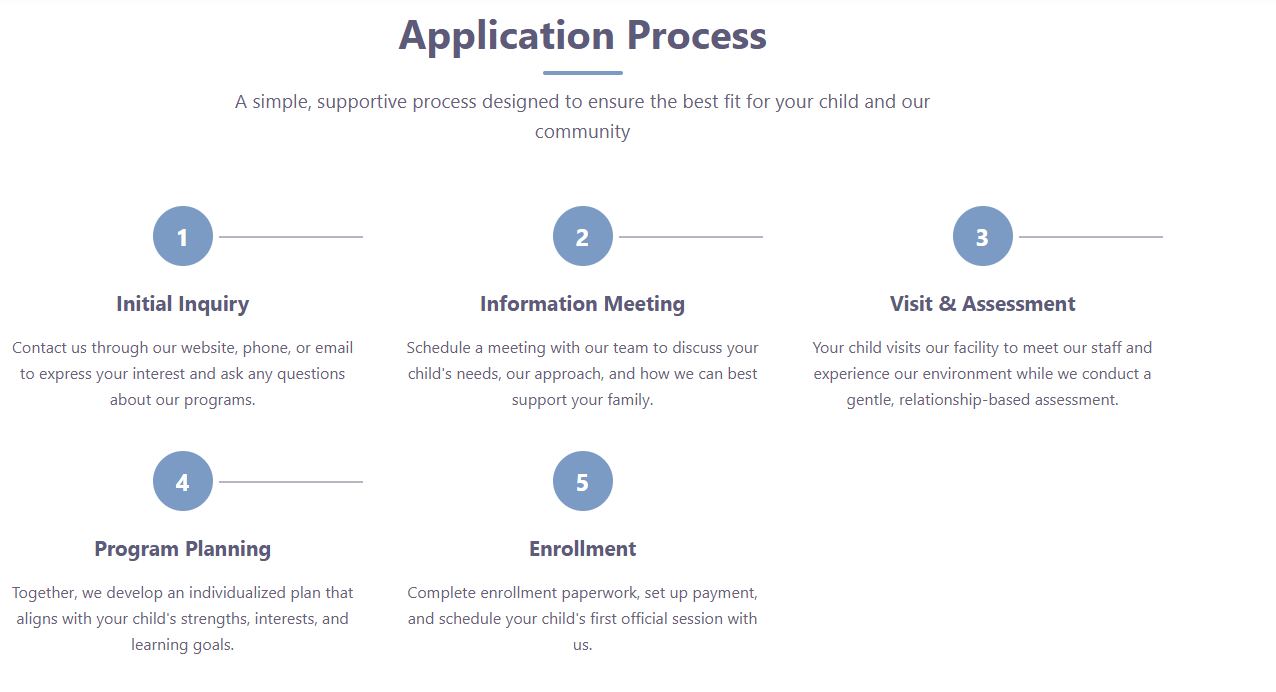 Application Process
A simple, supportive process designed to ensure the best fit for your child and our
community
1
Initial Inquiry
Contact us through our website, phone, or email
to express your interest and ask any questions
about our programs.
2
Information Meeting
Schedule a meeting with our team to discuss your
child's needs, our approach, and how we can best
support your family.
3
Visit & Assessment
Your child visits our facility to meet our staff and
experience our environment while we conduct a
gentle, relationship-based assessment.
4
Program Planning
Together, we develop an individualized plan that
aligns with your child's strengths, interests, and
learning goals.
5
Enrollment
Complete enrollment paperwork, set up payment,
and schedule your child's first official session with
us.